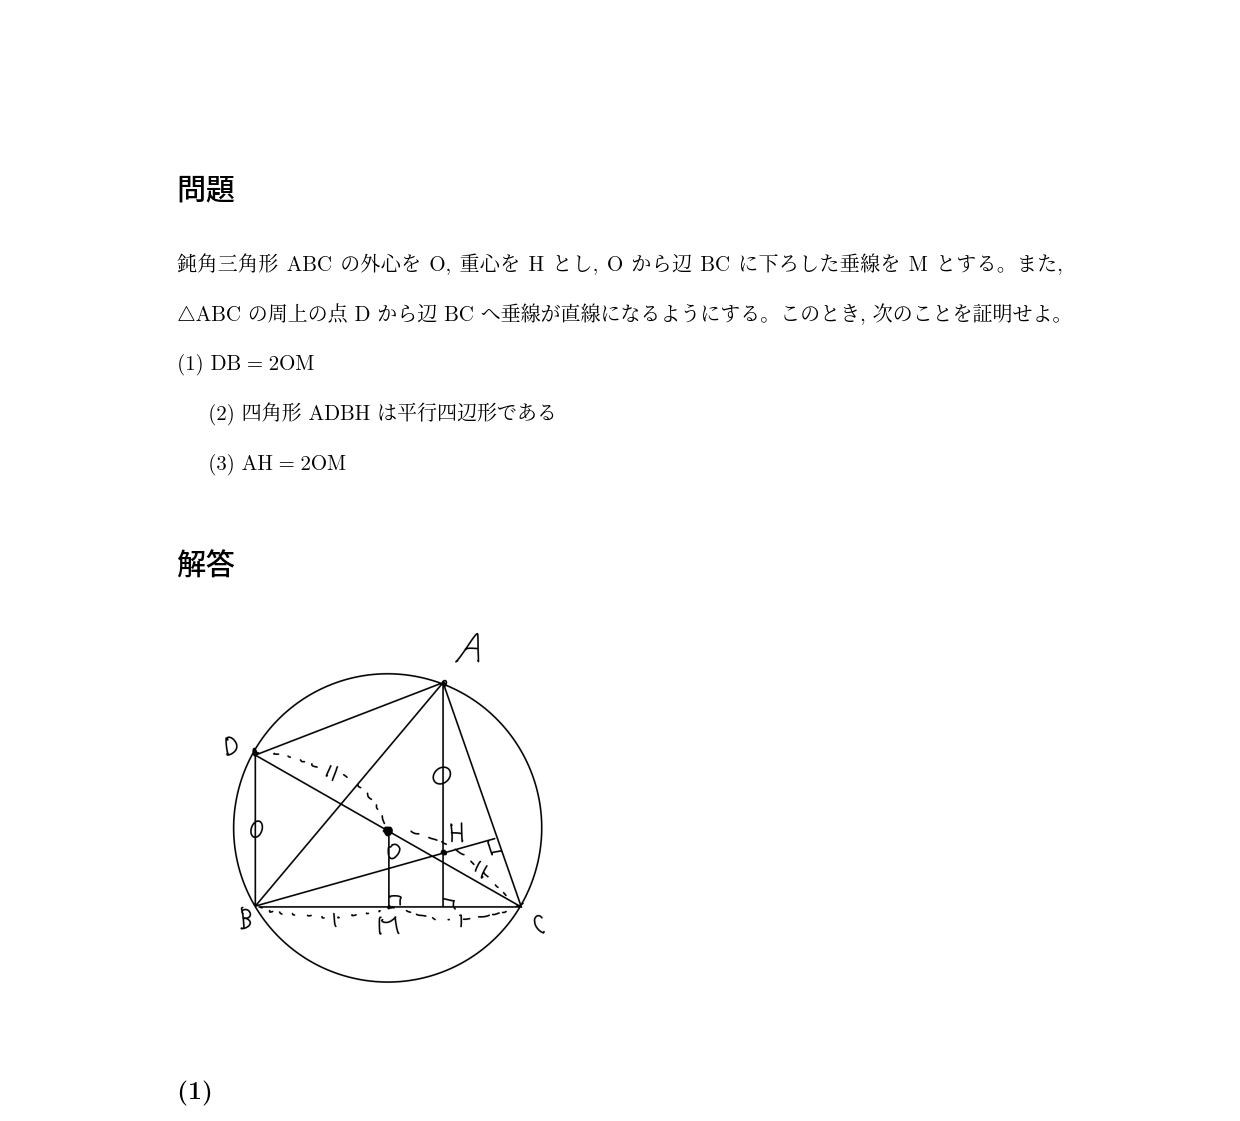 問題
鈍角三角形 ABC の外心を O, 重心を H とし, O から辺 BC に下ろした垂線を M とする。また,
△ABC の周上の点 D から辺 BC へ垂線が直線になるようにする。このとき, 次のことを証明せよ。
(1) DB = 2OM
(2) 四角形 ADBH は平行四辺形である
(3) AH = 2OM
解答
A
D
H
O
B
M
C
(1)